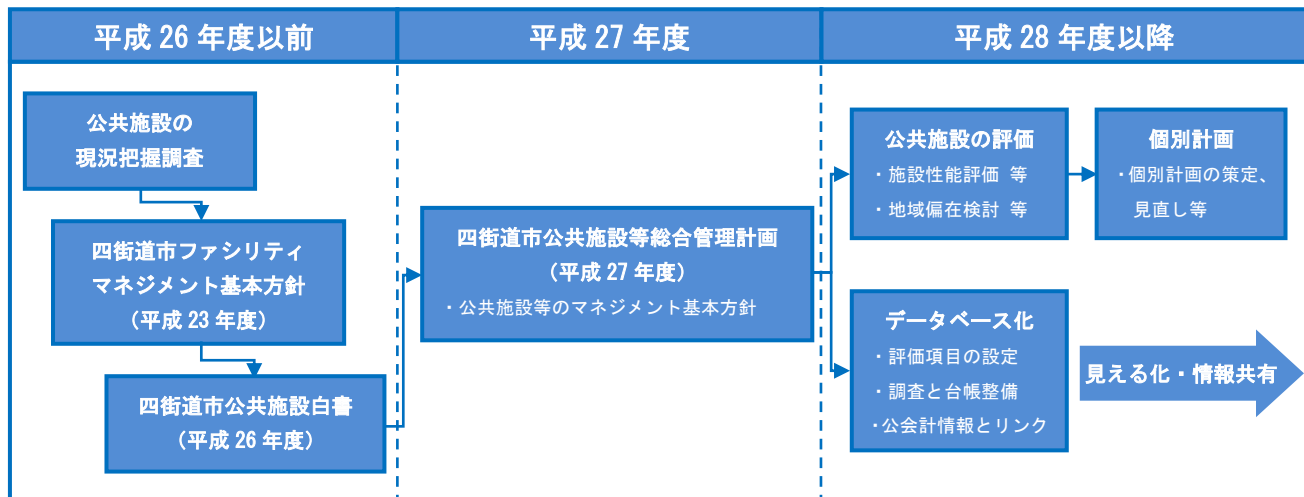 平成 26 年度以前
平成 27 年度
平成 28 年度以降
公共施設の
現況把握調査
四街道市ファシリティ
マネジメント基本方針
（平成 23 年度）
四街道市公共施設白書
（平成 26 年度）
四街道市公共施設等総合管理計画
（平成 27 年度）
・公共施設等のマネジメント基本方針
公共施設の評価
・施設性能評価 等
・地域偏在検討 等
個別計画
・個別計画の策定、
見直し等
データベース化
・評価項目の設定
・調査と台帳整備
・公会計情報とリンク
見える化・情報共有